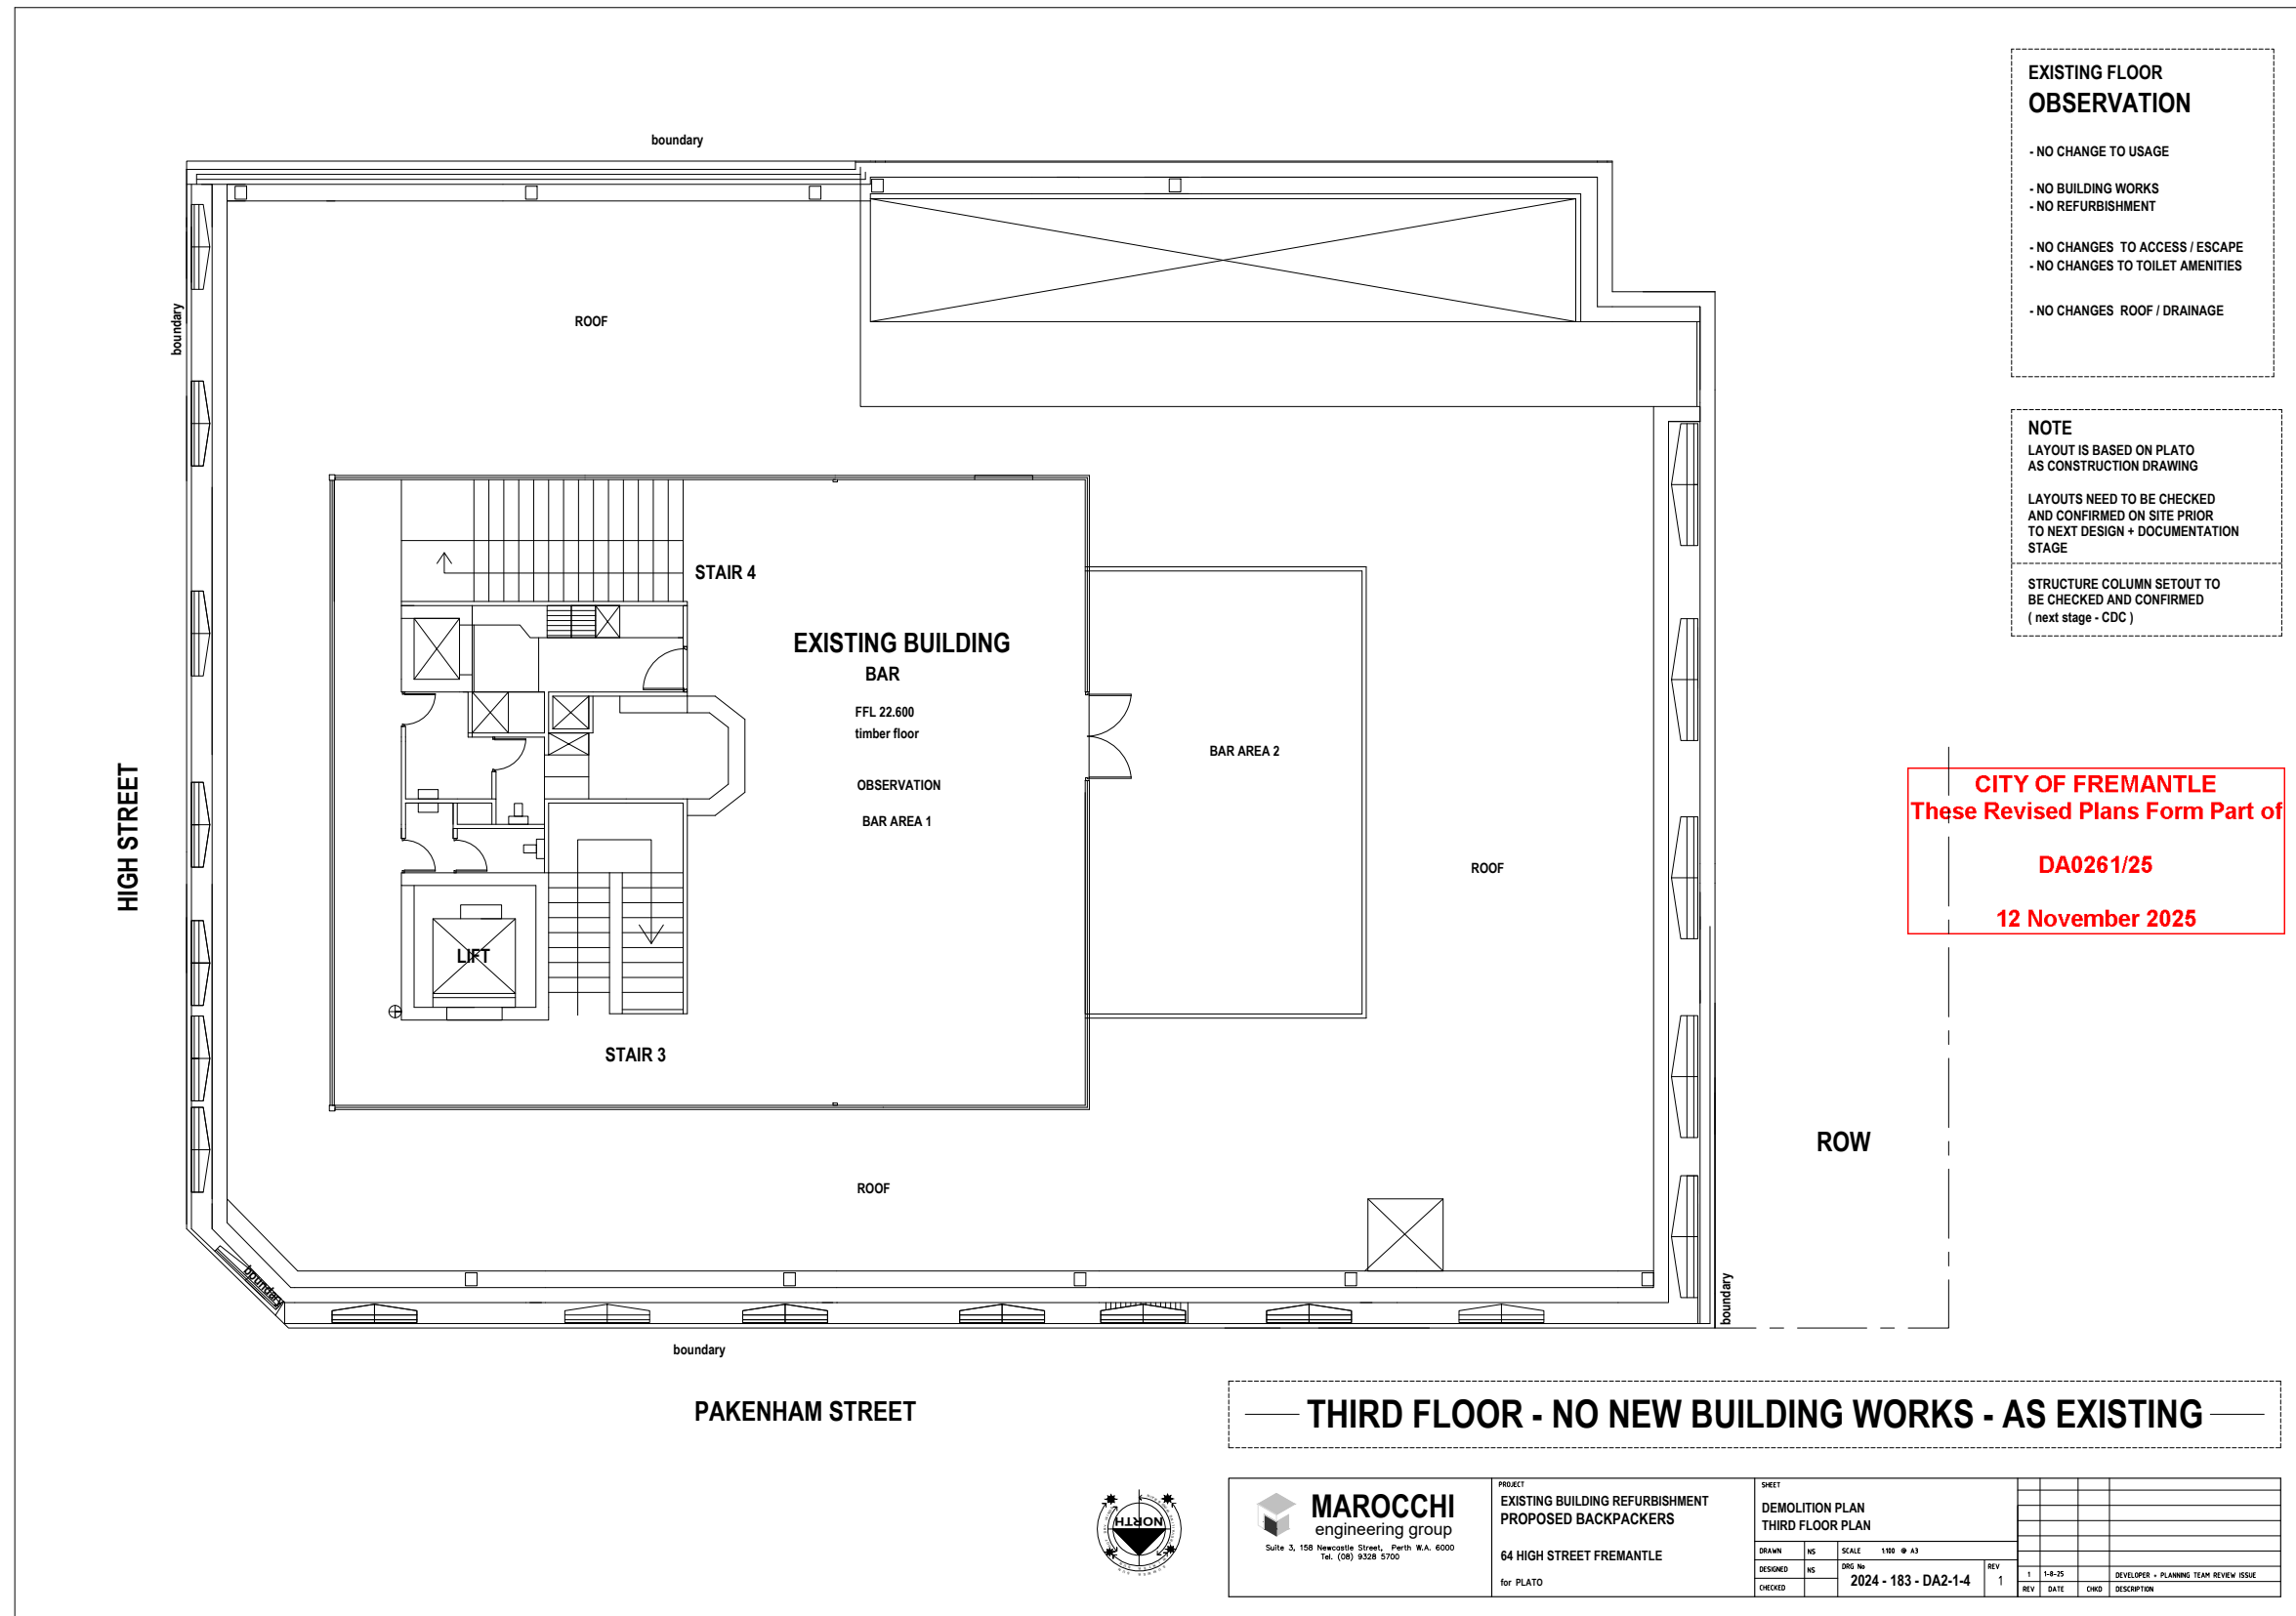 EXISTING FLOOR
OBSERVATION
- NO CHANGE TO USAGE
- NO BUILDING WORKS
- NO REFURBISHMENT
- NO CHANGES TO ACCESS / ESCAPE
- NO CHANGES TO TOILET AMENITIES
- NO CHANGES ROOF / DRAINAGE
NOTE
LAYOUT IS BASED ON PLATO
AS CONSTRUCTION DRAWING
LAYOUTS NEED TO BE CHECKED
AND CONFIRMED ON SITE PRIOR
TO NEXT DESIGN + DOCUMENTATION
STAGE
STRUCTURE COLUMN SETOUT TO
BE CHECKED AND CONFIRMED
( next stage - CDC )
boundary
boundary
ROOF
STAIR 4
EXISTING BUILDING
BAR
FFL 22.600
timber floor
OBSERVATION
BAR AREA 1
BAR AREA 2
HIGH STREET
ROOF
LIFT
STAIR 3
ROOF
ROW
boundary
boundary
boundary
PAKENHAM STREET
CITY OF FREMANTLE
These Revised Plans Form Part of
DA0261/25
12 November 2025
THIRD FLOOR - NO NEW BUILDING WORKS - AS EXISTING
NORTH
MAROCCHI
engineering group
Suite 3, 158 Newcastle Street, Perth W.A. 6000
Tel. (08) 9328 5700
PROJECT
EXISTING BUILDING REFURBISHMENT
PROPOSED BACKPACKERS
64 HIGH STREET FREMANTLE
for PLATO
SHEET
DEMOLITION PLAN
THIRD FLOOR PLAN
DRAWN NS SCALE 1:100 @ A3
DESIGNED NS DRG No 2024 - 183 - DA2-1-4 REV 1
CHECKED
1 1-8-25 DEVELOPER + PLANNING TEAM REVIEW ISSUE
REV DATE CHKD DESCRIPTION